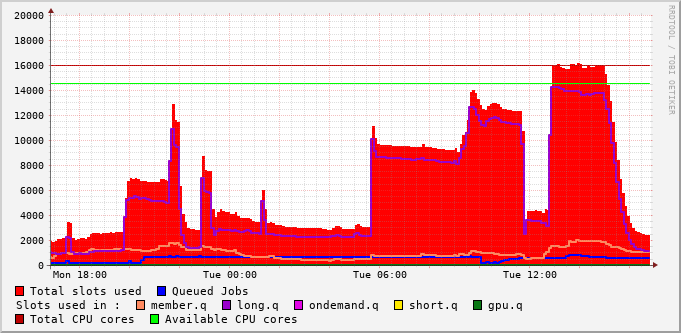 20000
18000
16000
14000
12000
10000
8000
6000
4000
2000
0
Mon 18:00 Tue 00:00 Tue 06:00 Tue 12:00
RRDTOOL / TOBI OETIKER
Total slots used Queued Jobs
Slots used in : member.q long.q ondemand.q short.q gpu.q
Total CPU cores Available CPU cores